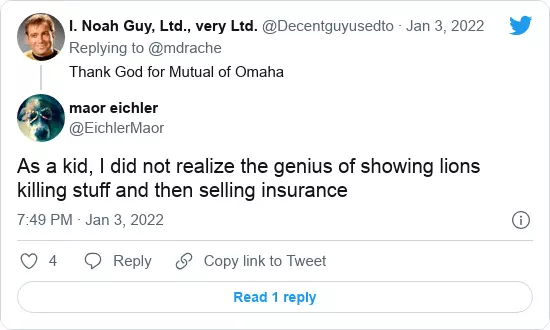 I. Noah Guy, Ltd., very Ltd. @Decentguyusedto · Jan 3, 2022
Replying to @mdrache
Thank God for Mutual of Omaha
maor eichler
@EichlerMaor
As a kid, I did not realize the genius of showing lions
killing stuff and then selling insurance
7:49 PM · Jan 3, 2022
4 Reply Copy link to Tweet
Read 1 reply